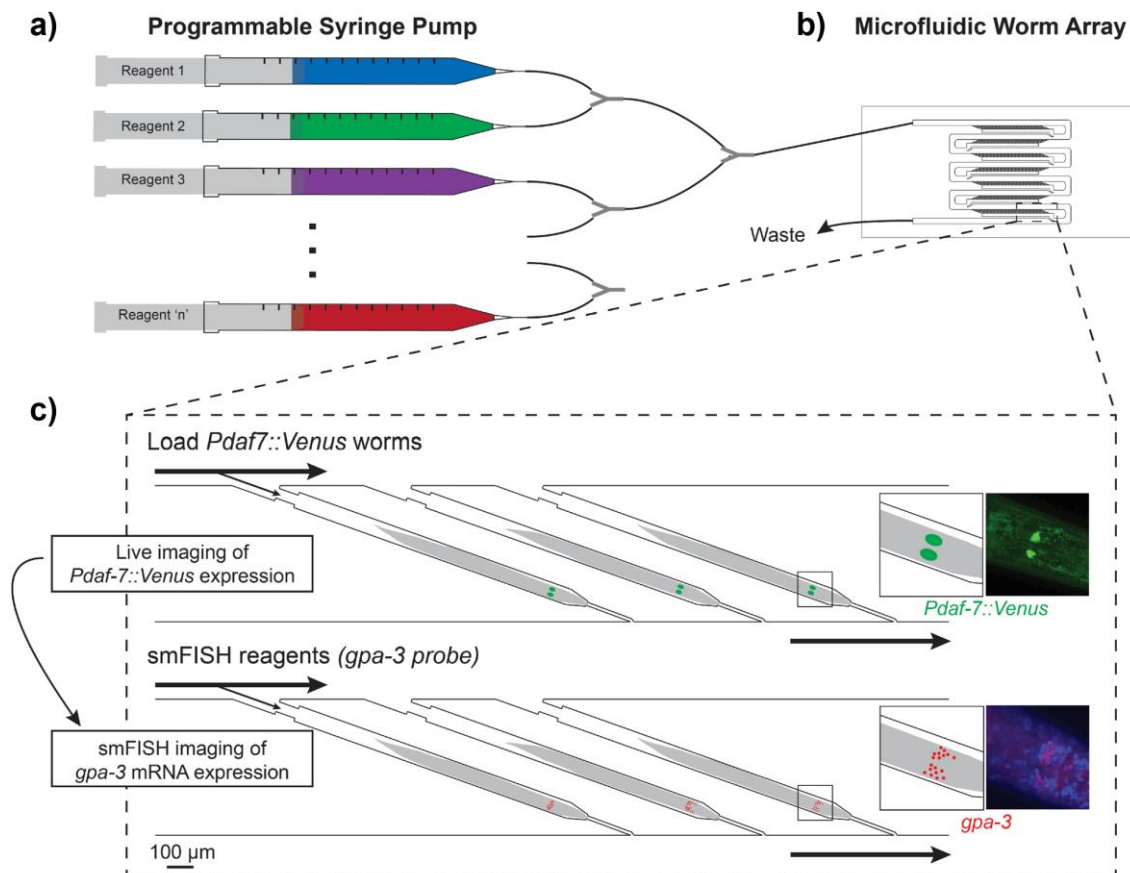 a)
Programmable Syringe Pump
b)
Microfluidic Worm Array
Reagent 1
Reagent 2
Reagent 3
Reagent ‘n’
Waste
c)
Load Pdaf7::Venus worms
Live imaging of
Pdaf-7::Venus expression
Pdaf-7::Venus
smFISH reagents (gpa-3 probe)
smFISH imaging of
gpa-3 mRNA expression
gpa-3
100 µm